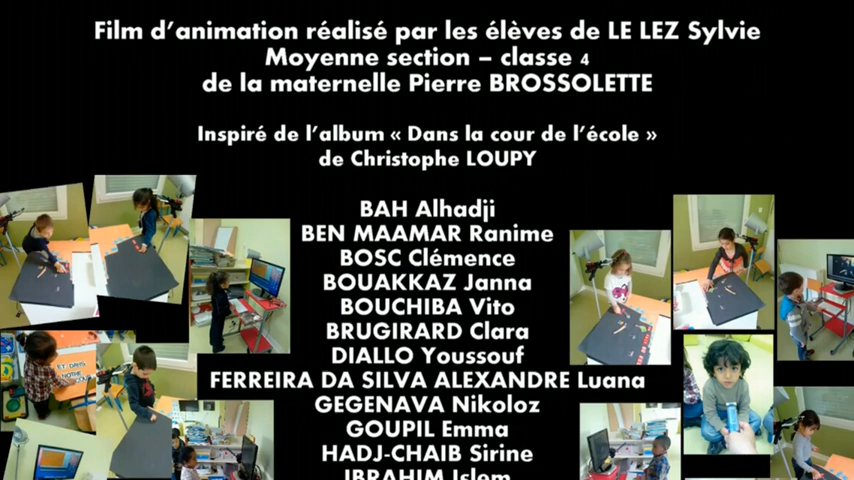 Film d’animation réalisé par les élèves de LE LEZ Sylvie
Moyenne section – classe 4
de la maternelle Pierre BROSSOLETTE
Inspiré de l’album « Dans la cour de l’école »
de Christophe LOUPY
BAH Alhadji
BEN MAAMAR Ranime
BOSC Clémence
BOUAKKAZ Janna
BOUCHIBA Vito
BRUGIRARD Clara
DIALLO Youssouf
FERREIRA DA SILVA ALEXANDRE Luana
GEGENAVA Nikoloz
GOUPIL Emma
HADJ-CHAIB Sirine
IBRAHIM Islem